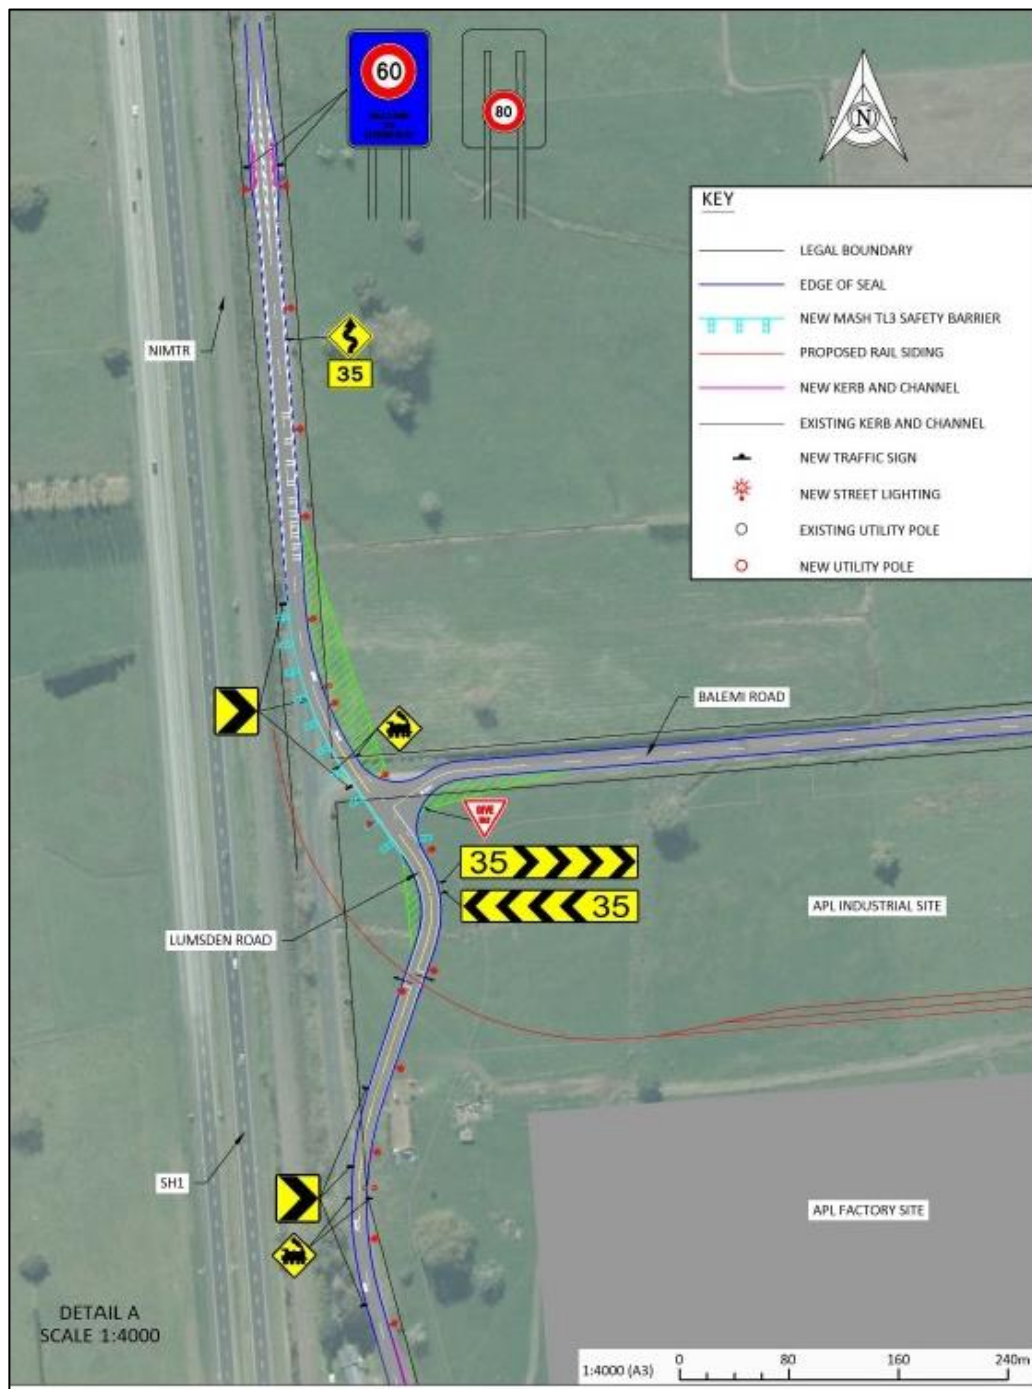 60
80
N
KEY
LEGAL BOUNDARY
EDGE OF SEAL
NEW MASH TL3 SAFETY BARRIER
PROPOSED RAIL SIDING
NEW KERB AND CHANNEL
EXISTING KERB AND CHANNEL
NEW TRAFFIC SIGN
NEW STREET LIGHTING
EXISTING UTILITY POLE
NEW UTILITY POLE
NIMTR
35
BALEMI ROAD
GIVE
35
35
APL INDUSTRIAL SITE
LUMSDEN ROAD
SH1
APL FACTORY SITE
DETAIL A
SCALE 1:4000
1:4000 (A3)
0 80 160 240m